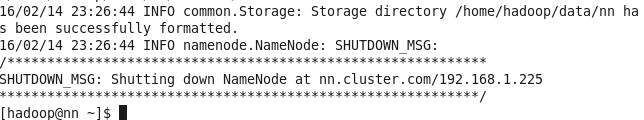 16/02/14 23:26:44 INFO common.Storage: Storage directory /home/hadoop/data/nn ha
s been successfully formatted.
16/02/14 23:26:44 INFO namenode.NameNode: SHUTDOWN_MSG:
/************************************************************
SHUTDOWN_MSG: Shutting down NameNode at nn.cluster.com/192.168.1.225
************************************************************/
[hadoop@nn ~]$